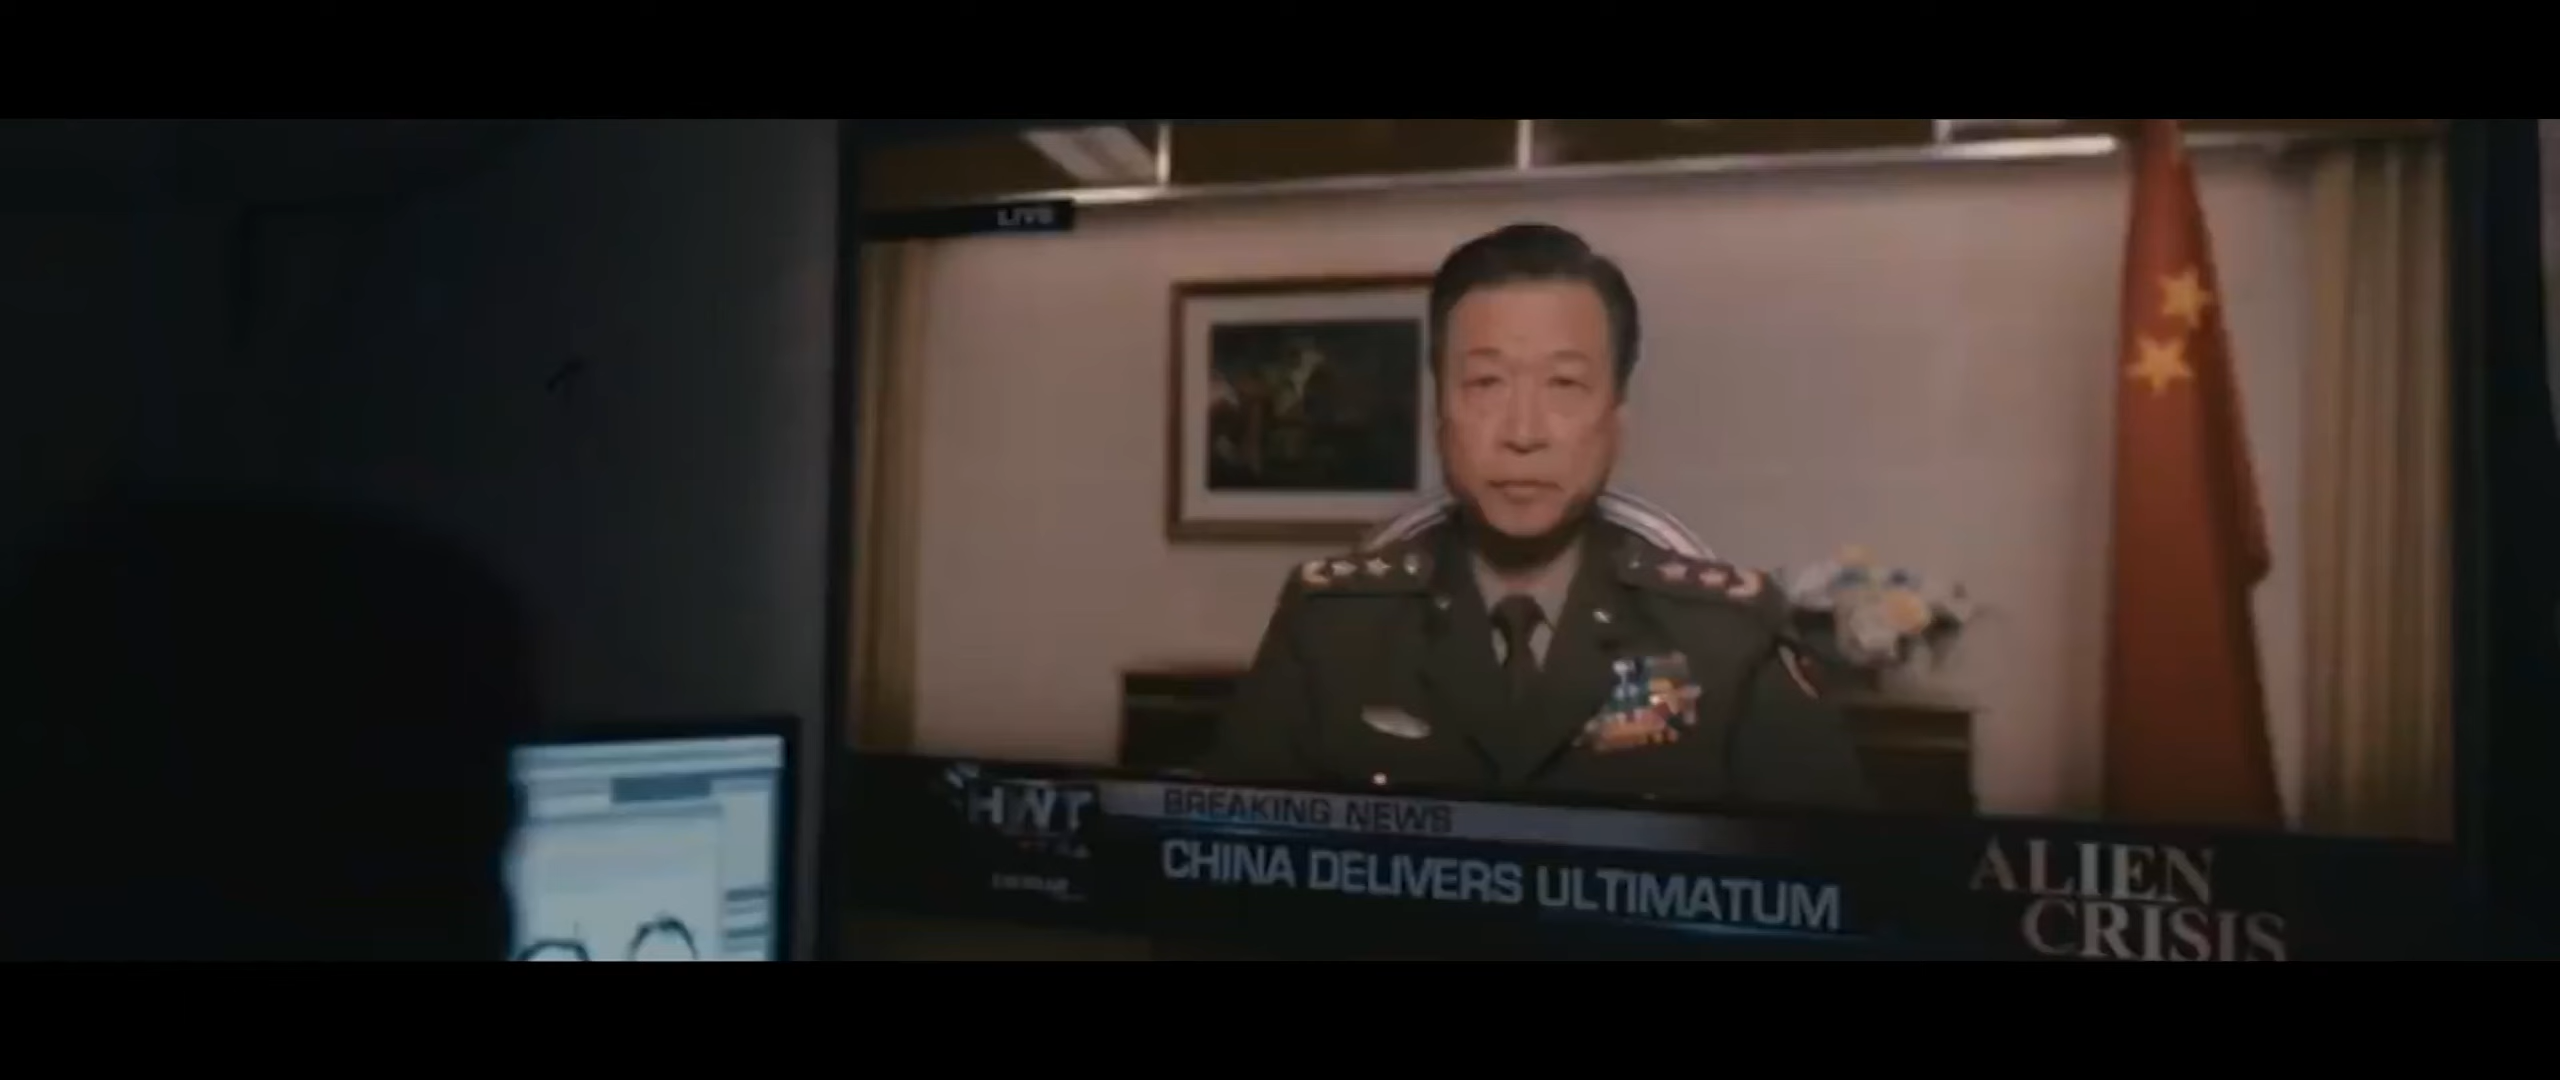 LIVE
HWT
BREAKING NEWS
CHINA DELIVERS ULTIMATUM
ALIEN
CRISIS